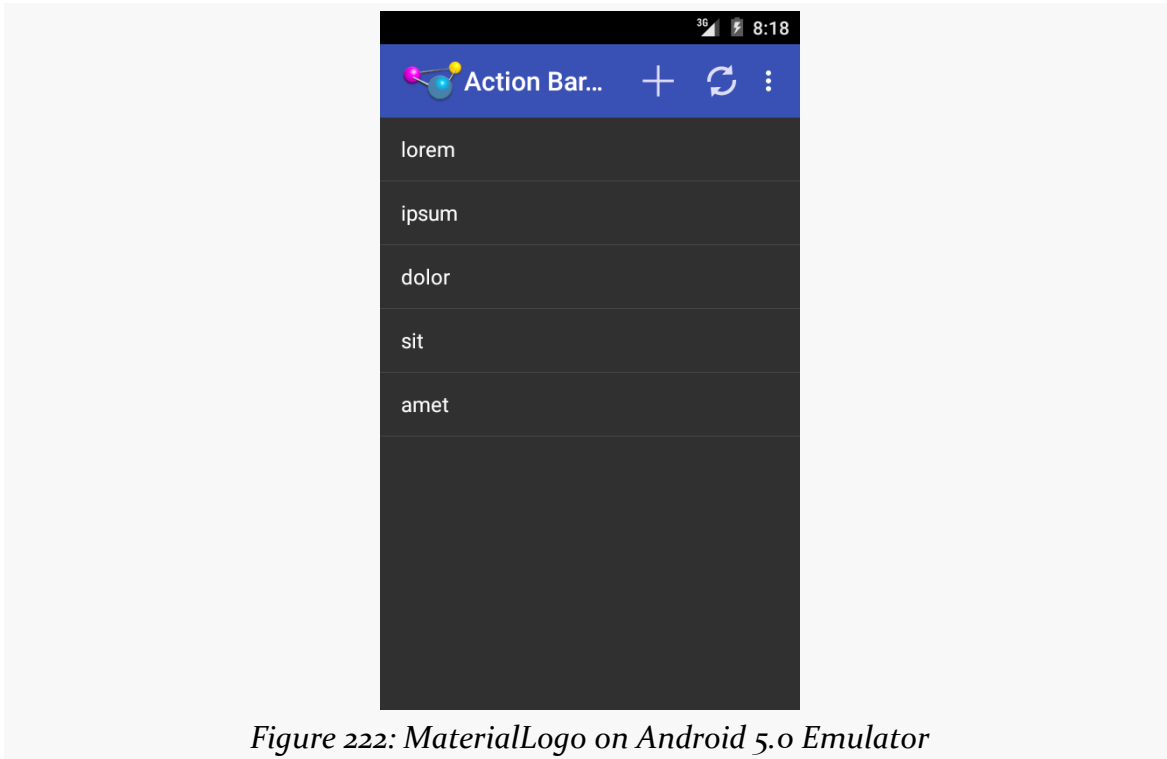 3G 8:18
Action Bar...
lorem
ipsum
dolor
sit
amet
Figure 222: MaterialLogo on Android 5.0 Emulator